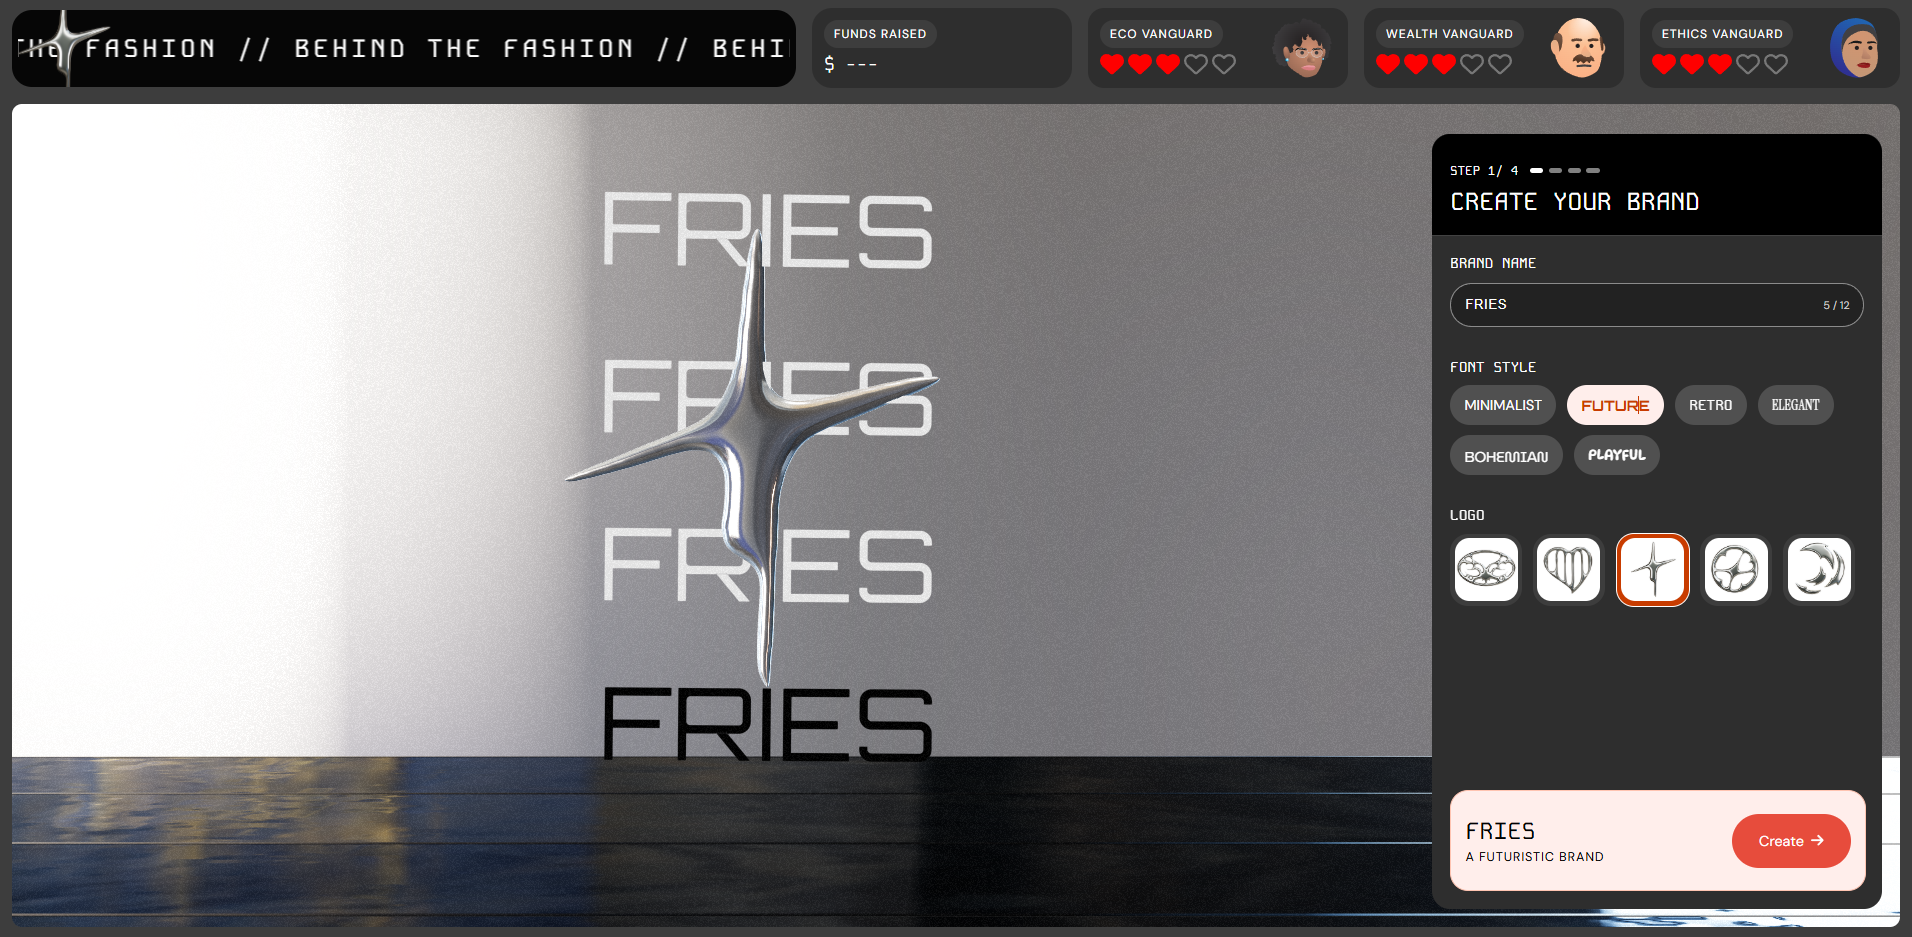 THE FASHION // BEHIND THE FASHION // BEHI
FUNDS RAISED
$ ---
ECO VANGUARD
WEALTH VANGUARD
ETHICS VANGUARD
FRIES
FRIES
FRIES
FRIES
STEP 1/ 4
CREATE YOUR BRAND
BRAND NAME
FRIES
5 / 12
FONT STYLE
MINIMALIST
FUTURE
RETRO
ELEGANT
BOHEMIAN
PLAYFUL
LOGO
FRIES
A FUTURISTIC BRAND
Create →